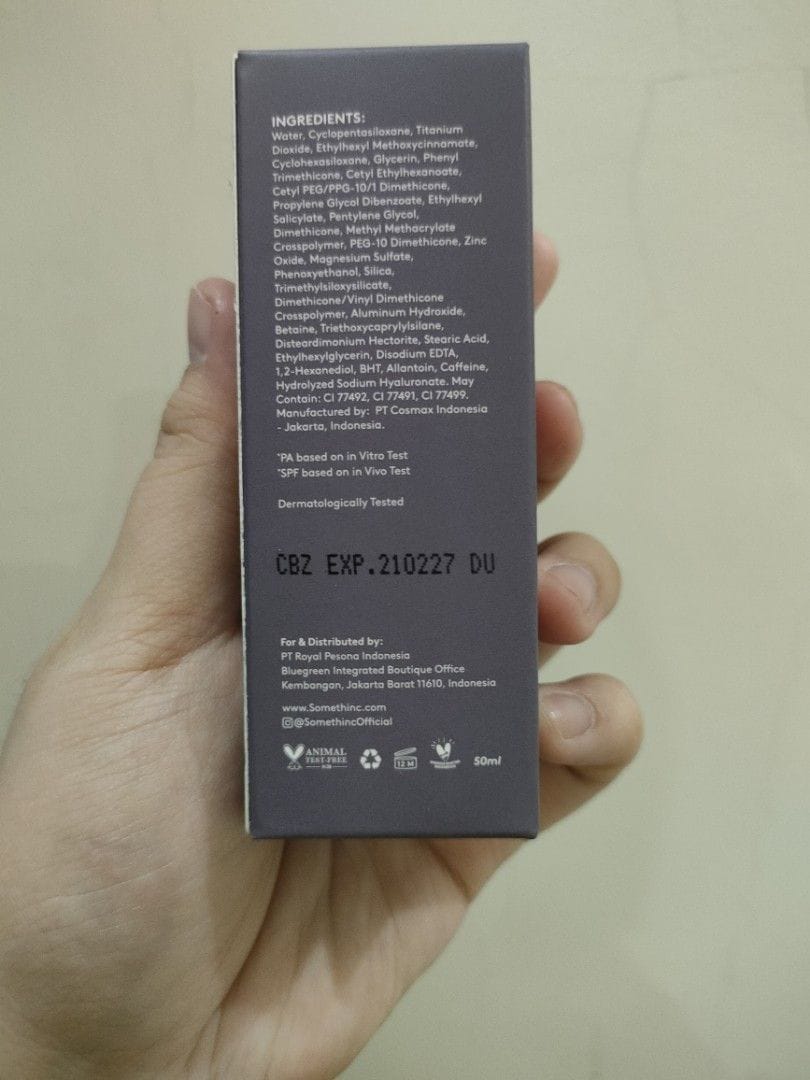 INGREDIENTS:
Water, Cyclopentasiloxane, Titanium
Dioxide, Ethylhexyl Methoxycinnamate,
Cyclohexasiloxane, Glycerin, Phenyl
Trimethicone, Cetyl Ethylhexanoate,
Cetyl PEG/PPG-10/1 Dimethicone,
Propylene Glycol Dibenzoate, Ethylhexyl
Salicylate, Pentylene Glycol,
Dimethicone, Methyl Methacrylate
Crosspolymer, PEG-10 Dimethicone, Zinc
Oxide, Magnesium Sulfate,
Phenoxyethanol, Silica,
Trimethylsiloxysilicate,
Dimethicone/Vinyl Dimethicone
Crosspolymer, Aluminum Hydroxide,
Betaine, Triethoxycaprylylsilane,
Disteardimonium Hectorite, Stearic Acid,
Ethylhexylglycerin, Disodium EDTA,
1,2-Hexanediol, BHT, Allantoin, Caffeine,
Hydrolyzed Sodium Hyaluronate. May
Contain: CI 77492, CI 77491, CI 77499.
Manufactured by: PT Cosmax Indonesia
- Jakarta, Indonesia.
*PA based on in Vitro Test
*SPF based on in Vivo Test
Dermatologically Tested
CBZ EXP.210227 DU
For & Distributed by:
PT Royal Pesona Indonesia
Bluegreen Integrated Boutique Office
Kembangan, Jakarta Barat 11610, Indonesia
www.Somethinc.com
@SomethincOfficial
ANIMAL
TEST-FREE
12 M
50ml